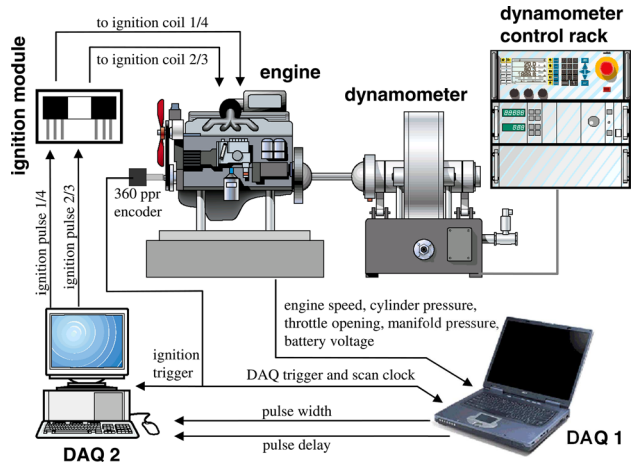 to ignition coil 1/4
to ignition coil 2/3
ignition module
engine
dynamometer
dynamometer
control rack
360 ppr
encoder
ignition pulse 1/4
ignition pulse 2/3
engine speed, cylinder pressure,
throttle opening, manifold pressure,
battery voltage
ignition
trigger
DAQ trigger and scan clock
pulse width
pulse delay
DAQ 2
DAQ 1